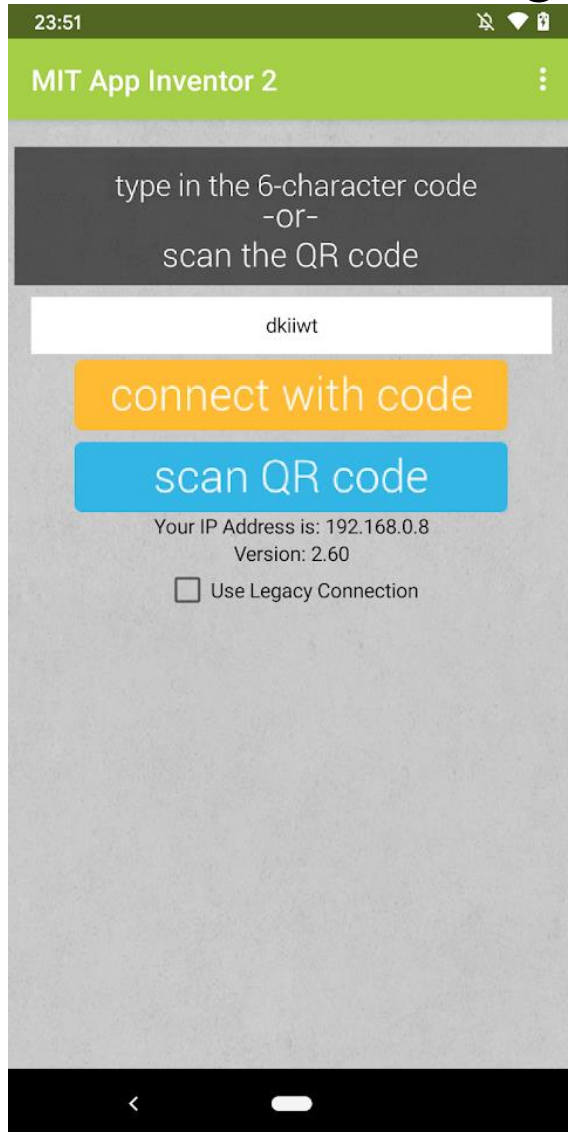 23:51
MIT App Inventor 2
type in the 6-character code
-or-
scan the QR code
dkiiwt
connect with code
scan QR code
Your IP Address is: 192.168.0.8
Version: 2.60
Use Legacy Connection